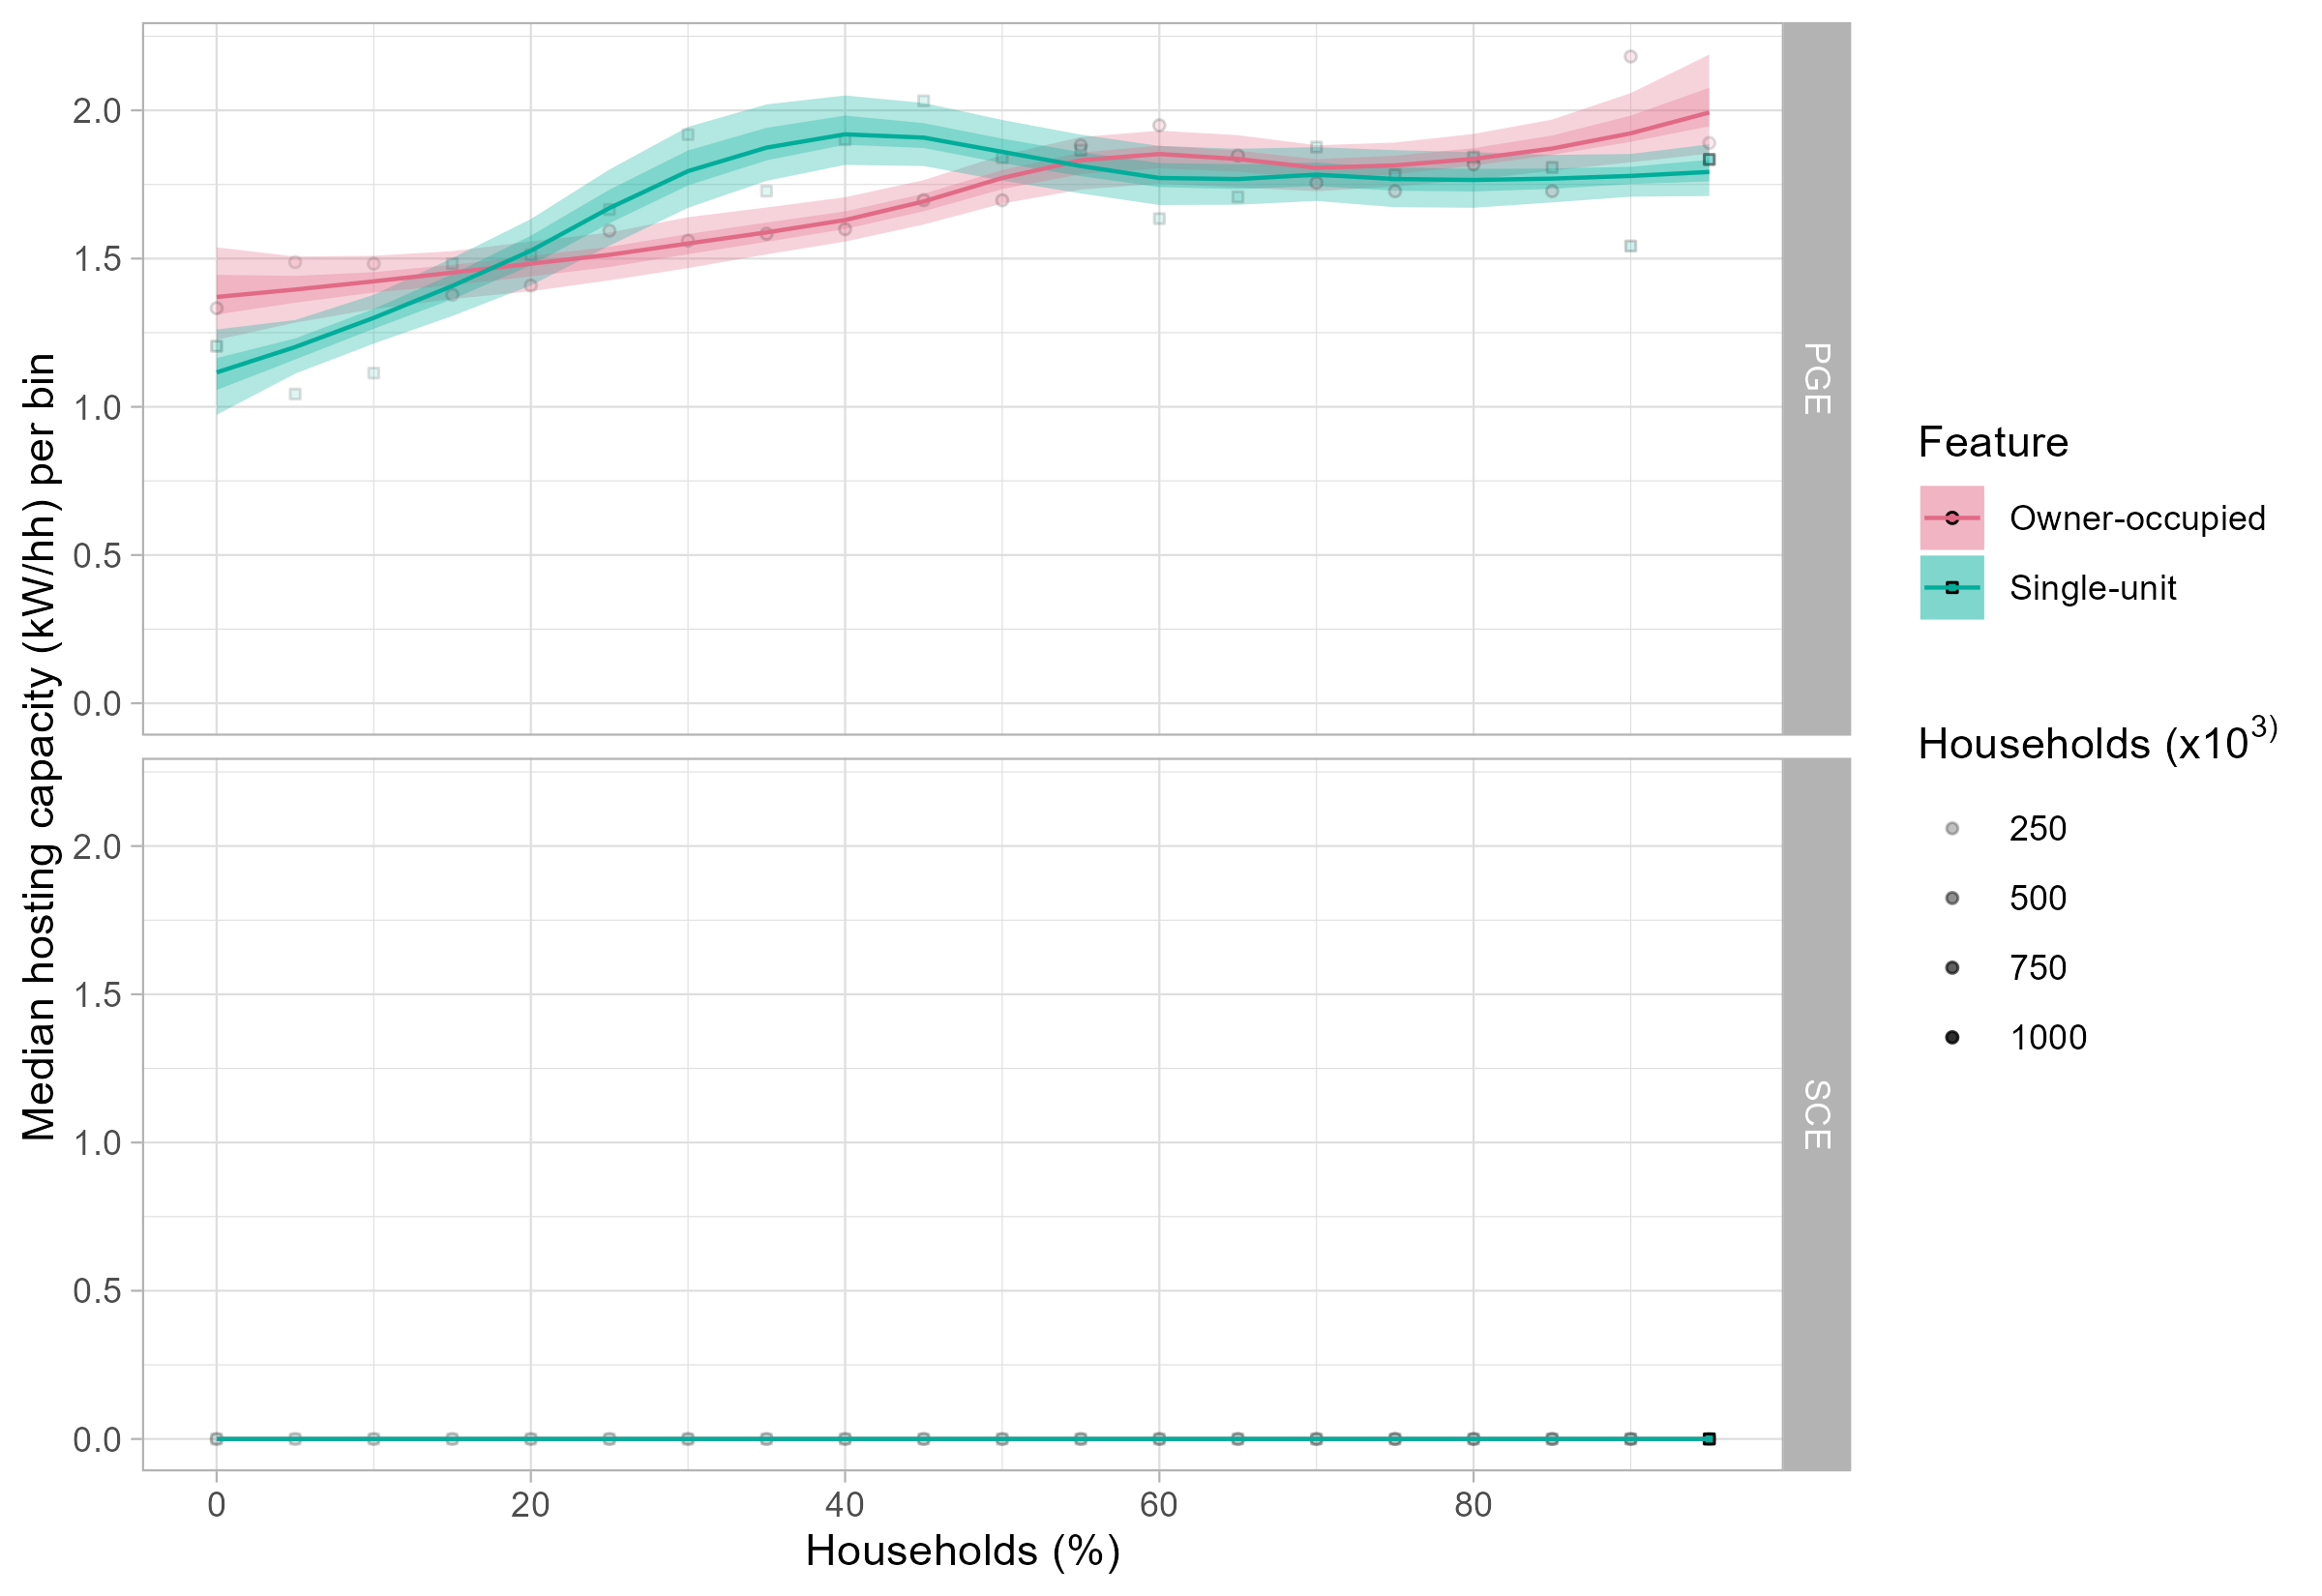 Median hosting capacity (kW/hh) per bin
2.0
1.5
1.0
0.5
0.0
PGE
2.0
1.5
1.0
0.5
0.0
SCE
0 20 40 60 80
Households (%)
Feature
Owner-occupied
Single-unit
Households (x10³⁾
250
500
750
1000